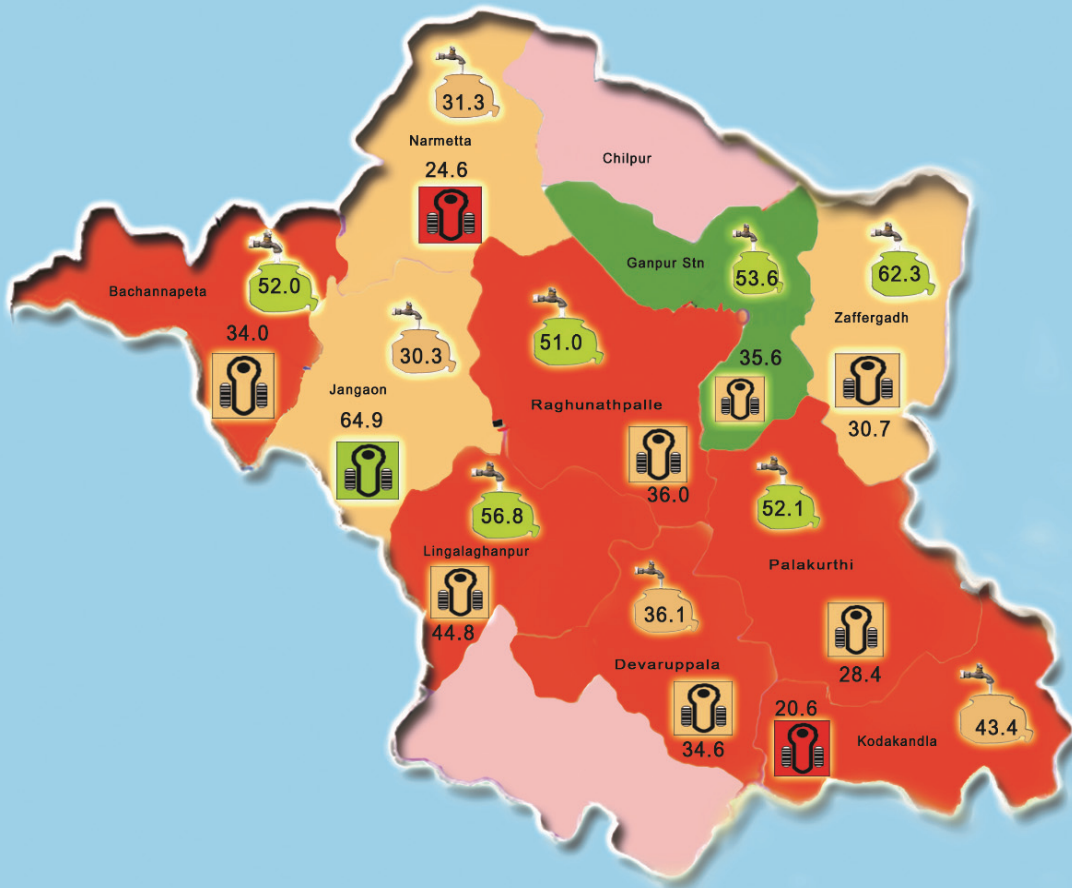 31.3
Narmetta
24.6
Chilpur
Bachannapeta
52.0
34.0
Ganpur Stn
53.6
35.6
62.3
Zaffergadh
30.7
30.3
Jangaon
64.9
51.0
Raghunathpalle
36.0
56.8
Lingalaghanpur
44.8
52.1
Palakurthi
28.4
36.1
Devaruppala
34.6
20.6
Kodakandla
43.4